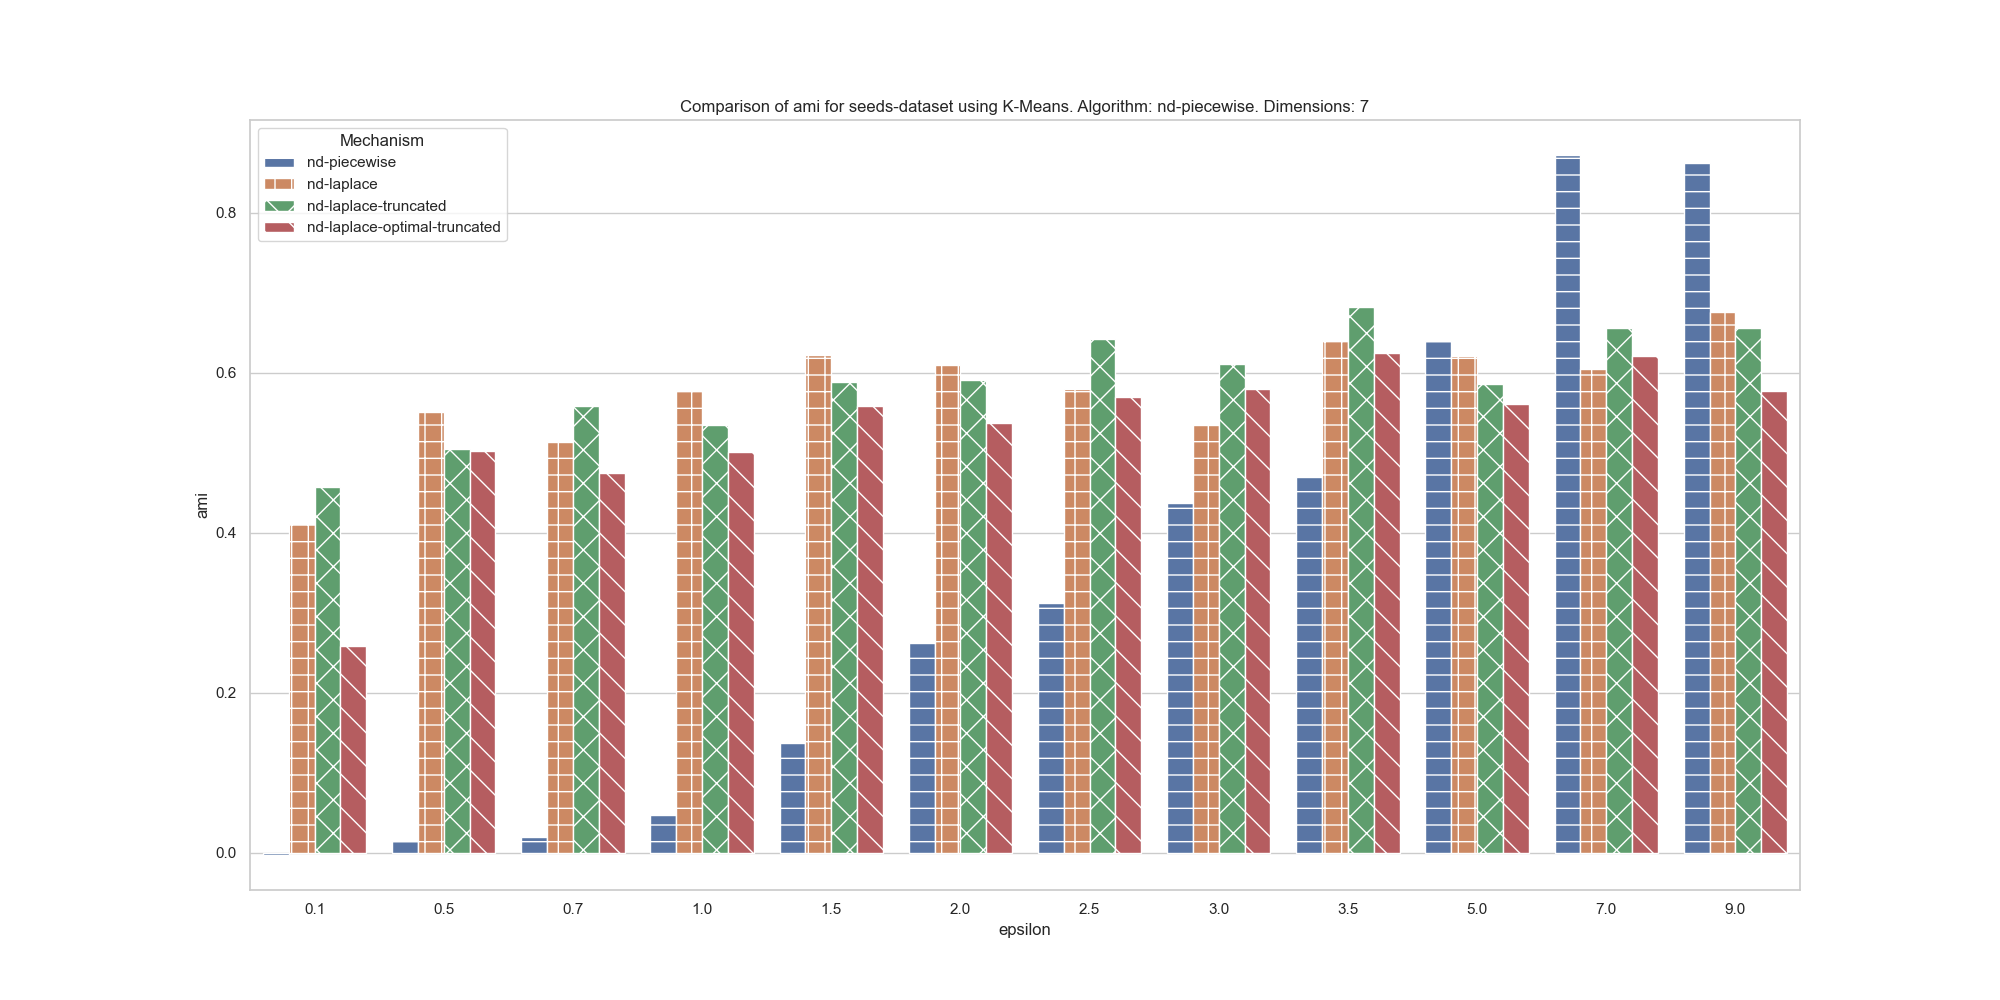 Comparison of ami for seeds-dataset using K-Means. Algorithm: nd-piecewise. Dimensions: 7
Mechanism
nd-piecewise
nd-laplace
nd-laplace-truncated
nd-laplace-optimal-truncated
0.8
0.6
0.4
0.2
0.0
ami
0.1 0.5 0.7 1.0 1.5 2.0 2.5 3.0 3.5 5.0 7.0 9.0
epsilon